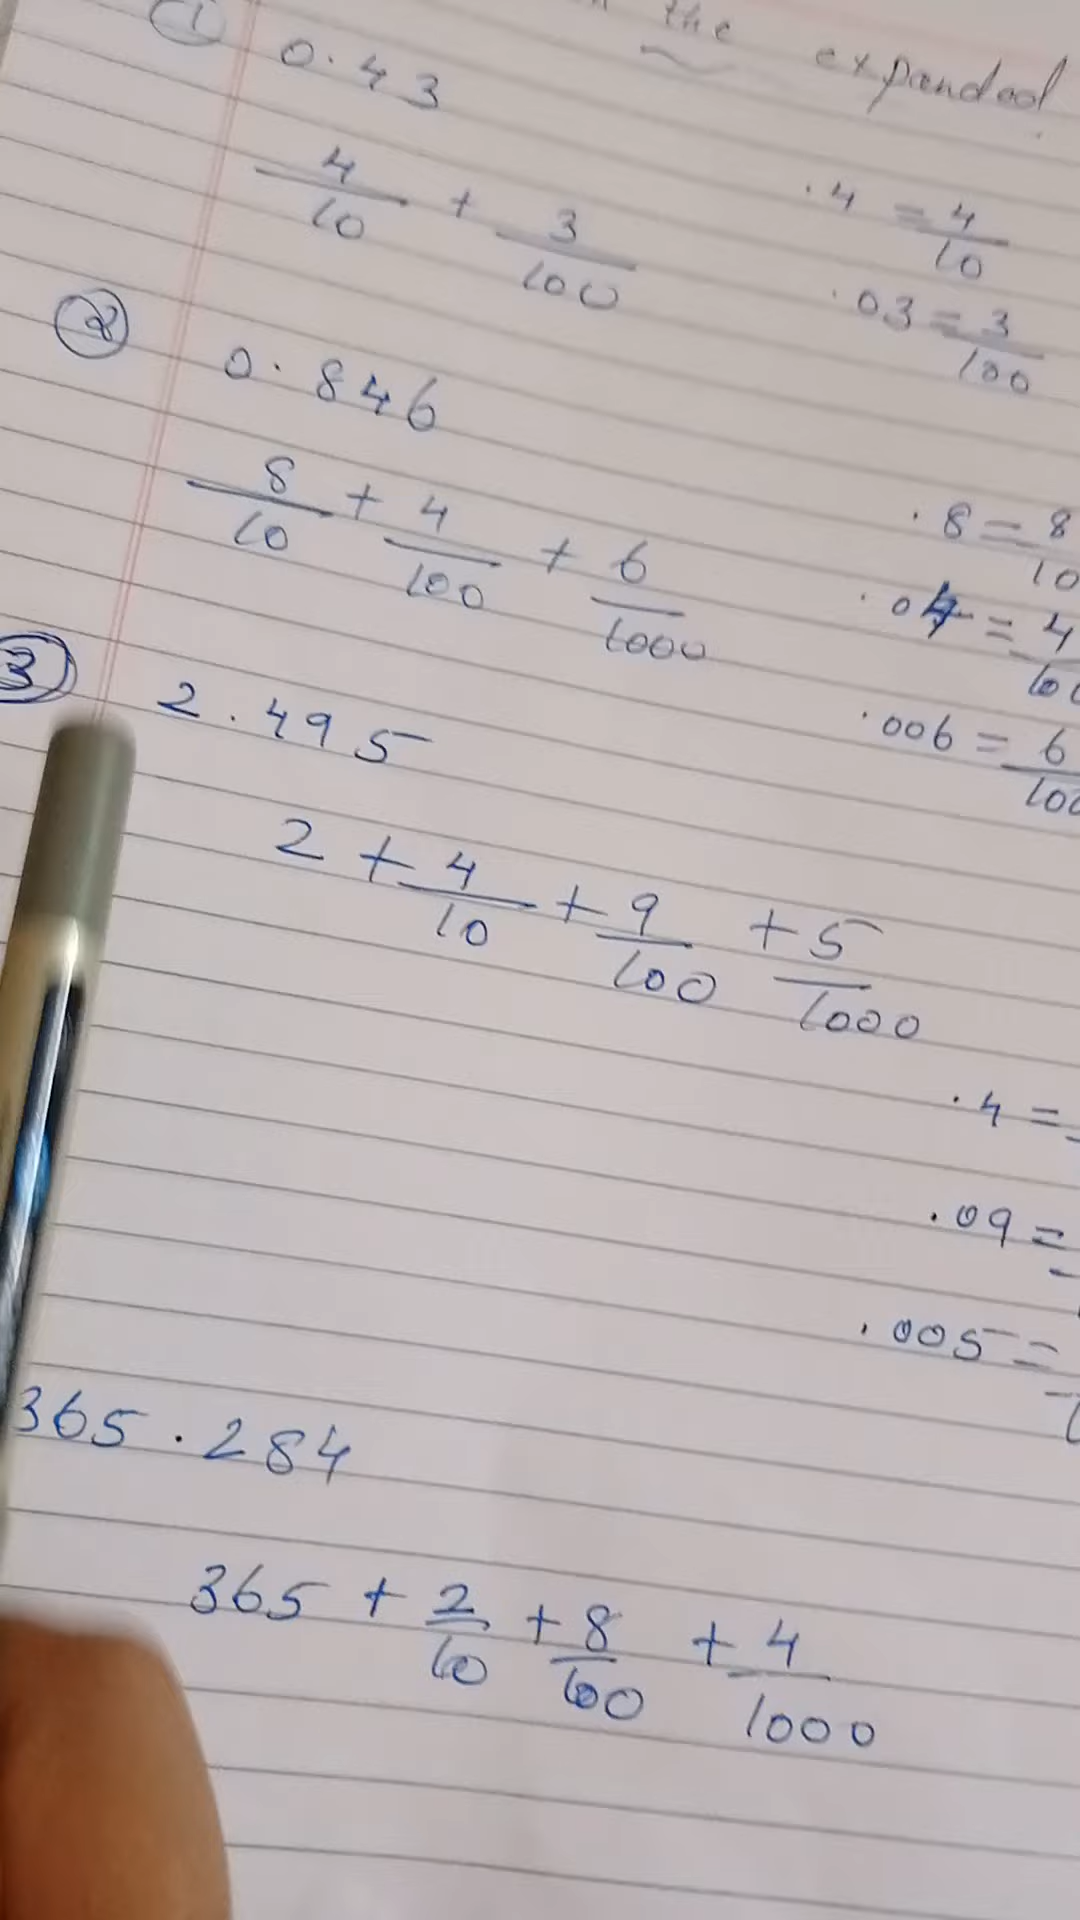 the expanded
① 0.43
4/10 + 3/100
.4 = 4/10
.03 = 3/100
② 0.846
8/10 + 4/100 + 6/1000
.8 = 8/10
.04 = 4/100
.006 = 6/100
③ 2.495
2 + 4/10 + 9/100 + 5/1000
.4 =
.09 =
.005 =
365.284
365 + 2/10 + 8/100 + 4/1000